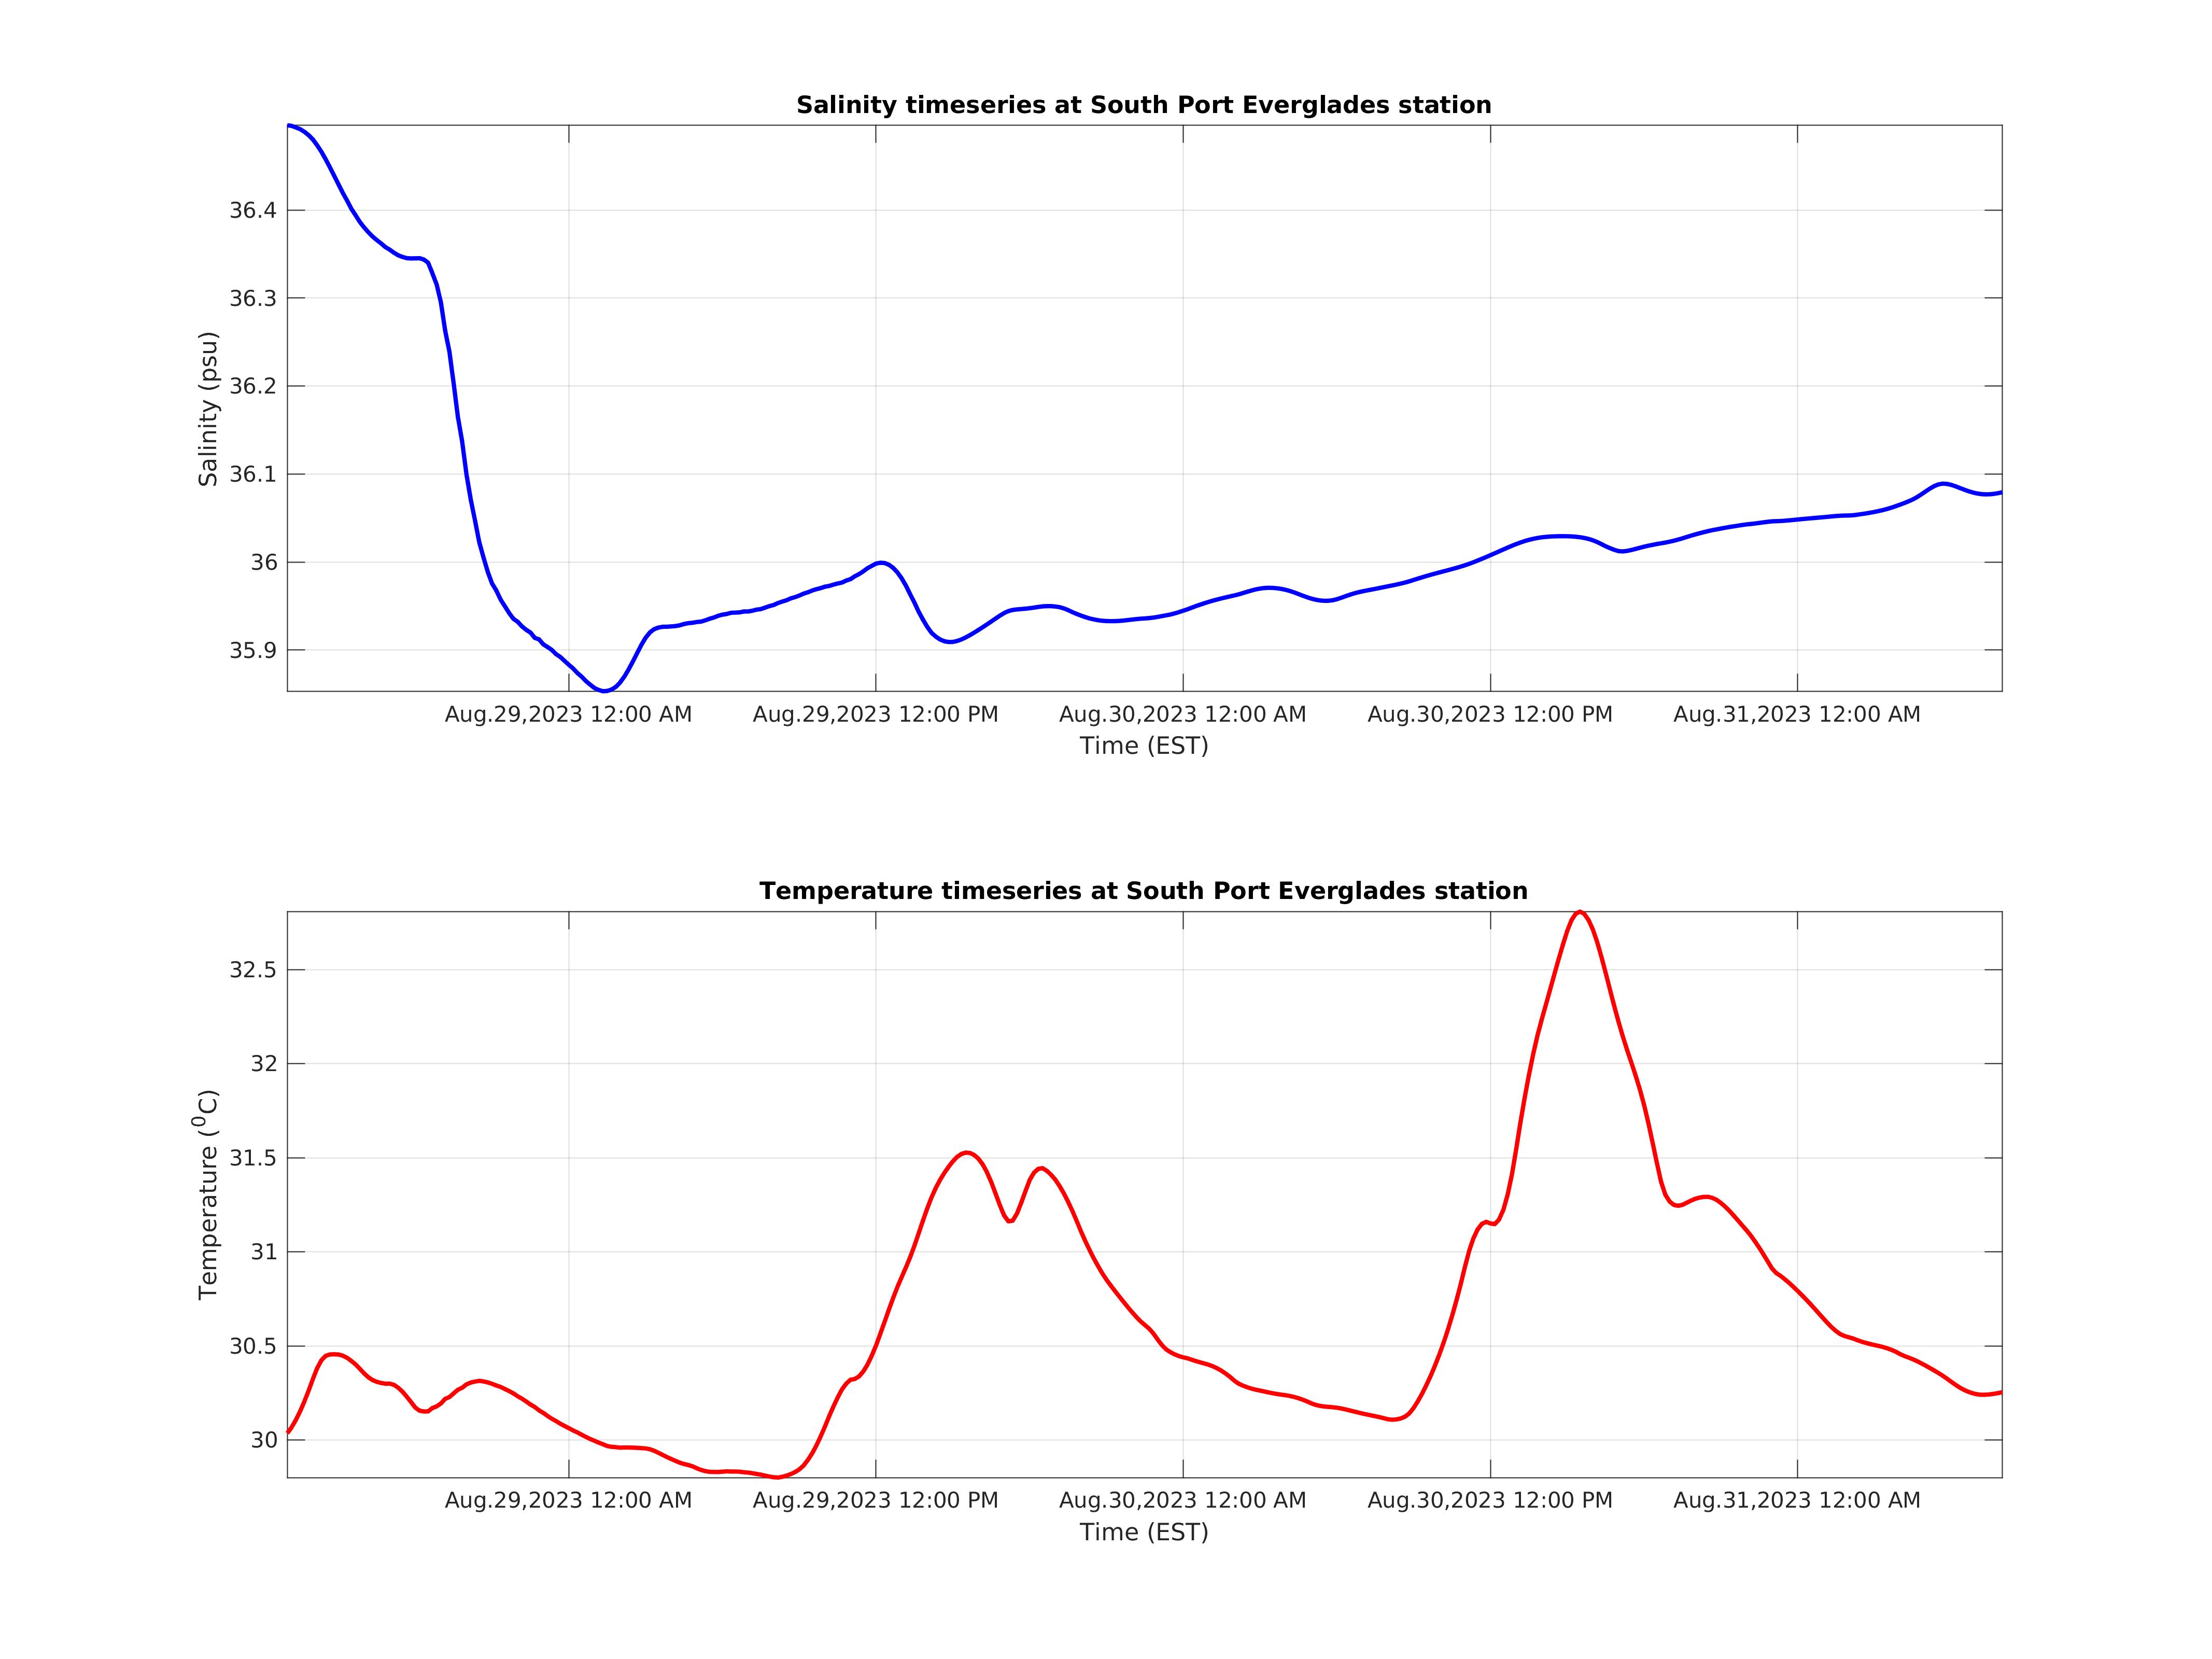 Salinity timeseries at South Port Everglades station
36.4
36.3
36.2
36.1
36
35.9
Salinity (psu)
Aug.29,2023 12:00 AM Aug.29,2023 12:00 PM Aug.30,2023 12:00 AM Aug.30,2023 12:00 PM Aug.31,2023 12:00 AM
Time (EST)
Temperature timeseries at South Port Everglades station
32.5
32
31.5
31
30.5
30
Temperature (⁰C)
Aug.29,2023 12:00 AM Aug.29,2023 12:00 PM Aug.30,2023 12:00 AM Aug.30,2023 12:00 PM Aug.31,2023 12:00 AM
Time (EST)